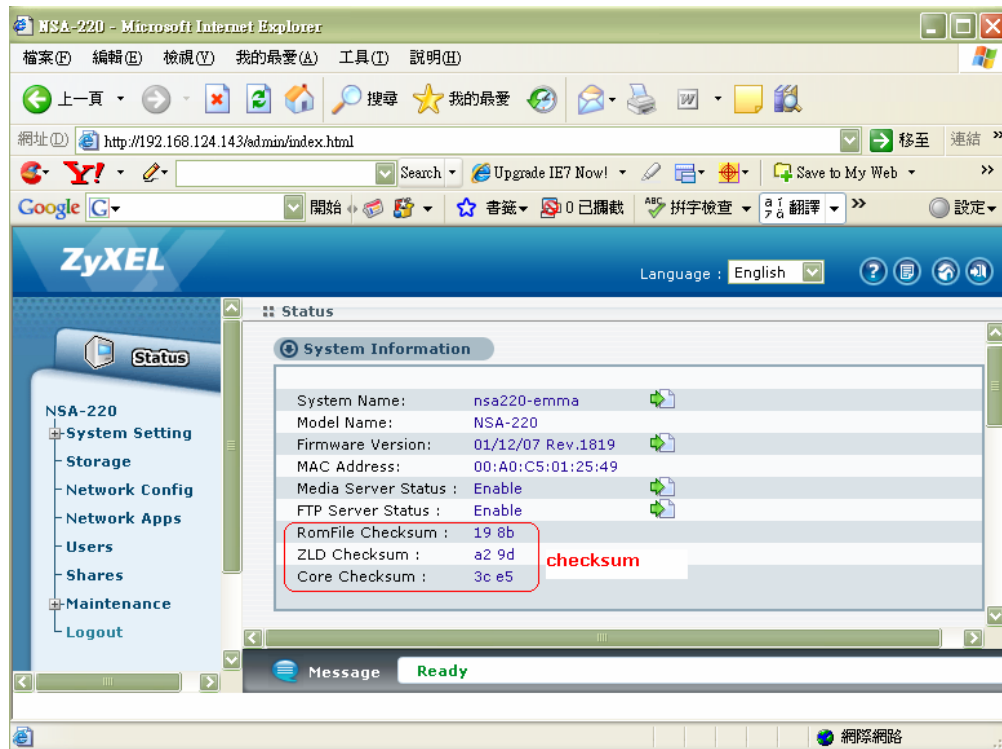 NSA-220 - Microsoft Internet Explorer
檔案(F) 編輯(E) 檢視(V) 我的最愛(A) 工具(T) 說明(H)
上一頁 搜尋 我的最愛
網址(D) http://192.168.124.143/admin/index.html 移至 連結 »
Y! Search Upgrade IE7 Now! Save to My Web »
Google G 開始 書籤 0 已攔截 ABC 拼字檢查 翻譯 » 設定
ZyXEL
Language : English
Status
NSA-220
System Setting
Storage
Network Config
Network Apps
Users
Shares
Maintenance
Logout
Status
System Information
System Name: nsa220-emma
Model Name: NSA-220
Firmware Version: 01/12/07 Rev.1819
MAC Address: 00:A0:C5:01:25:49
Media Server Status : Enable
FTP Server Status : Enable
RomFile Checksum : 19 8b
ZLD Checksum : a2 9d
Core Checksum : 3c e5
checksum
Message Ready
網際網路